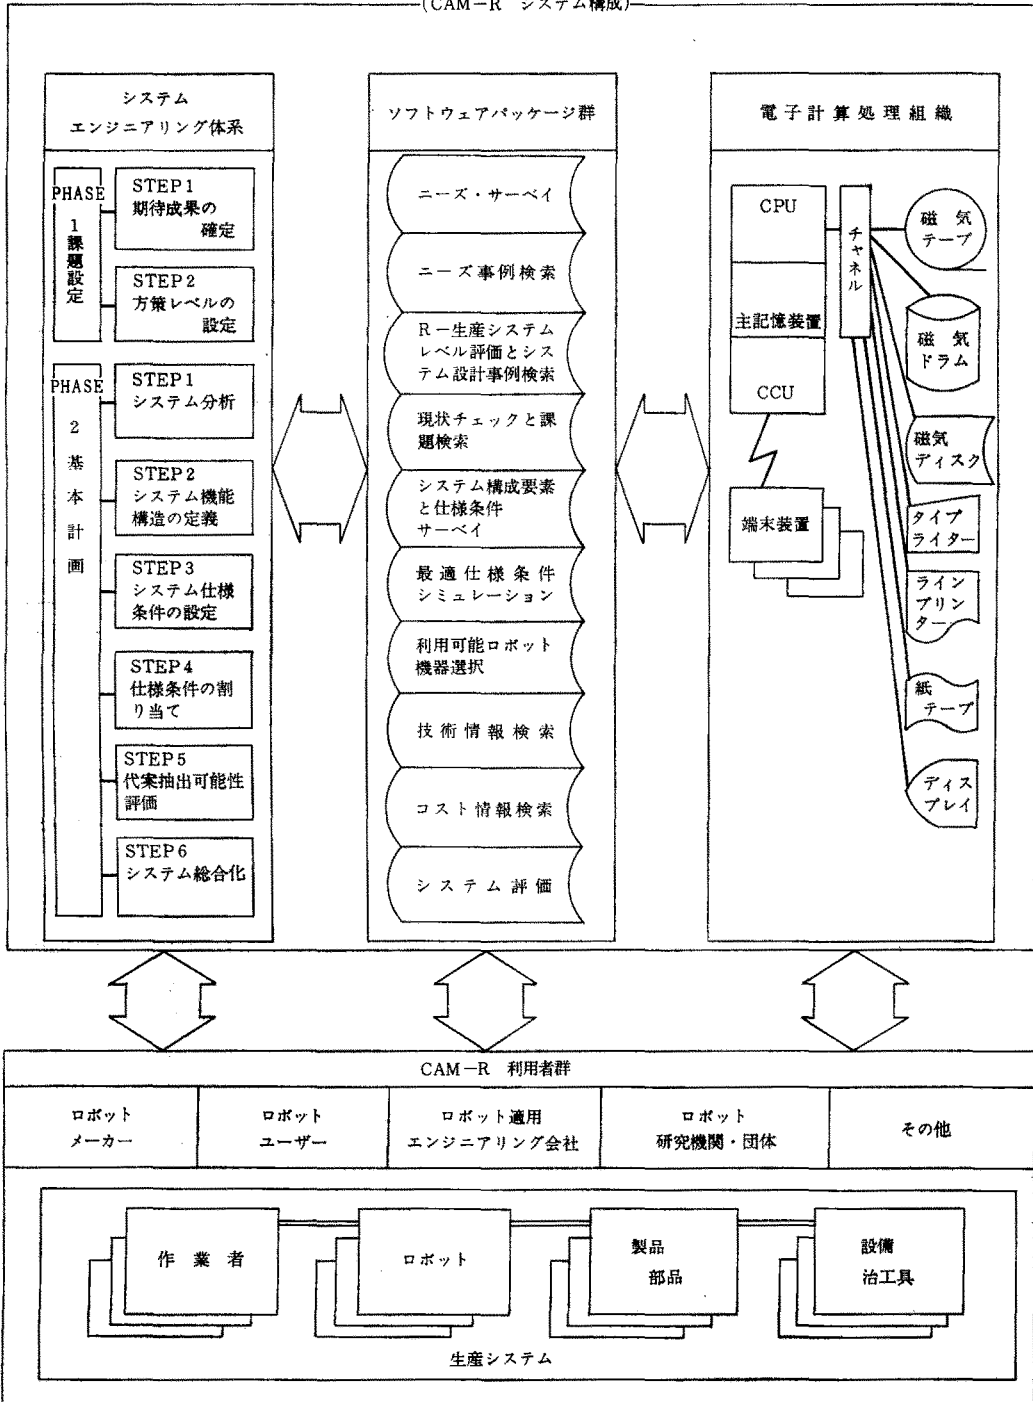 (CAM−R システム構成)
システム
エンジニアリング体系
PHASE
1
課題設定
STEP1
期待成果の
確定
STEP2
方策レベルの
設定
PHASE
2
基本計画
STEP1
システム分析
STEP2
システム機能
構造の定義
STEP3
システム仕様
条件の設定
STEP4
仕様条件の割
り当て
STEP5
代案抽出可能性
評価
STEP6
システム総合化
ソフトウェアパッケージ群
ニーズ・サーベイ
ニーズ事例検索
R−生産システム
レベル評価とシス
テム設計事例検索
現状チェックと課
題検索
システム構成要素
と仕様条件
サーベイ
最適仕様条件
シミュレーション
利用可能ロボット
機器選択
技術情報検索
コスト情報検索
システム評価
電子計算処理組織
CPU
主記憶装置
CCU
端末装置
チャネル
磁気
テープ
磁気
ドラム
磁気
ディスク
タイプ
ライター
ライン
プリン
ター
紙
テープ
ディス
プレイ
CAM−R 利用者群
ロボット
メーカー
ロボット
ユーザー
ロボット適用
エンジニアリング会社
ロボット
研究機関・団体
その他
作業者
ロボット
製品
部品
設備
治工具
生産システム